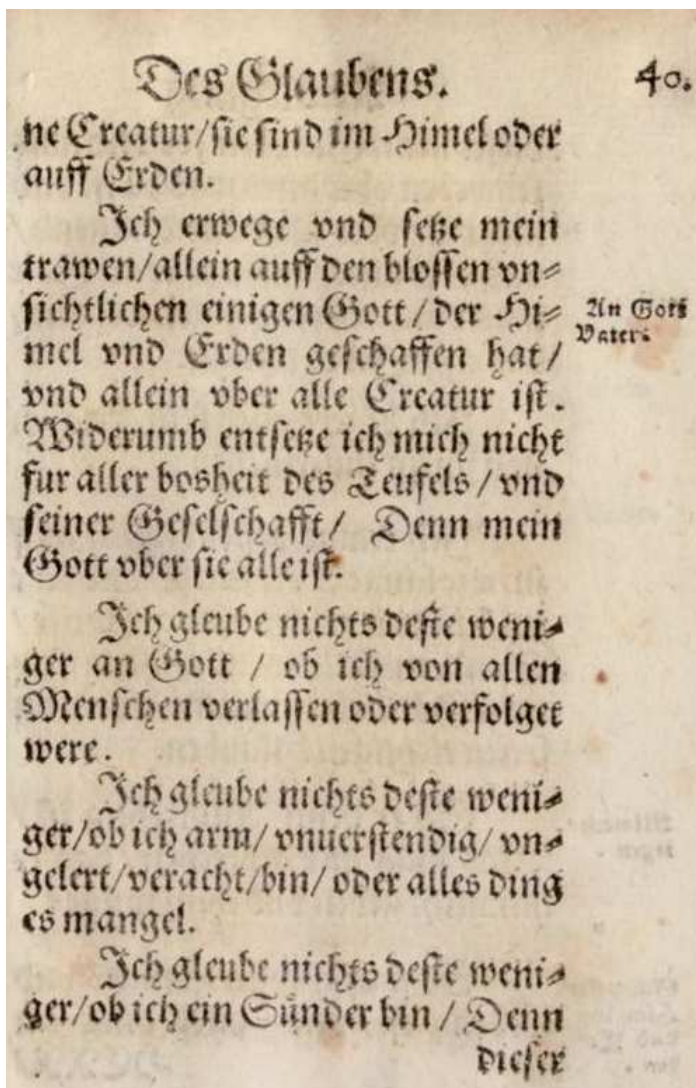 Des Glaubens. 40.
ne Creatur/sie sind im Himel oder
auff Erden.
Ich erwege vnd setze mein
trawen/allein auff den blossen vn-
sichtlichen einigen Gott/der Hi-
An Gott
Vater.
mel vnd Erden geschaffen hat/
vnd allein vber alle Creatur ist.
Widerumb entsetze ich mich nicht
fur aller bosheit des Teufels/vnd
seiner Geselschafft/ Denn mein
Gott vber sie alle ist.
Ich gleube nichts deste weni-
ger an Gott / ob ich von allen
Menschen verlassen oder verfolget
were.
Ich gleube nichts deste weni-
ger/ob ich arm/vnuerstendig/vn-
gelert/veracht/bin/oder alles ding
es mangel.
Ich gleube nichts deste weni-
ger/ob ich ein Sünder bin/Denn
dieser